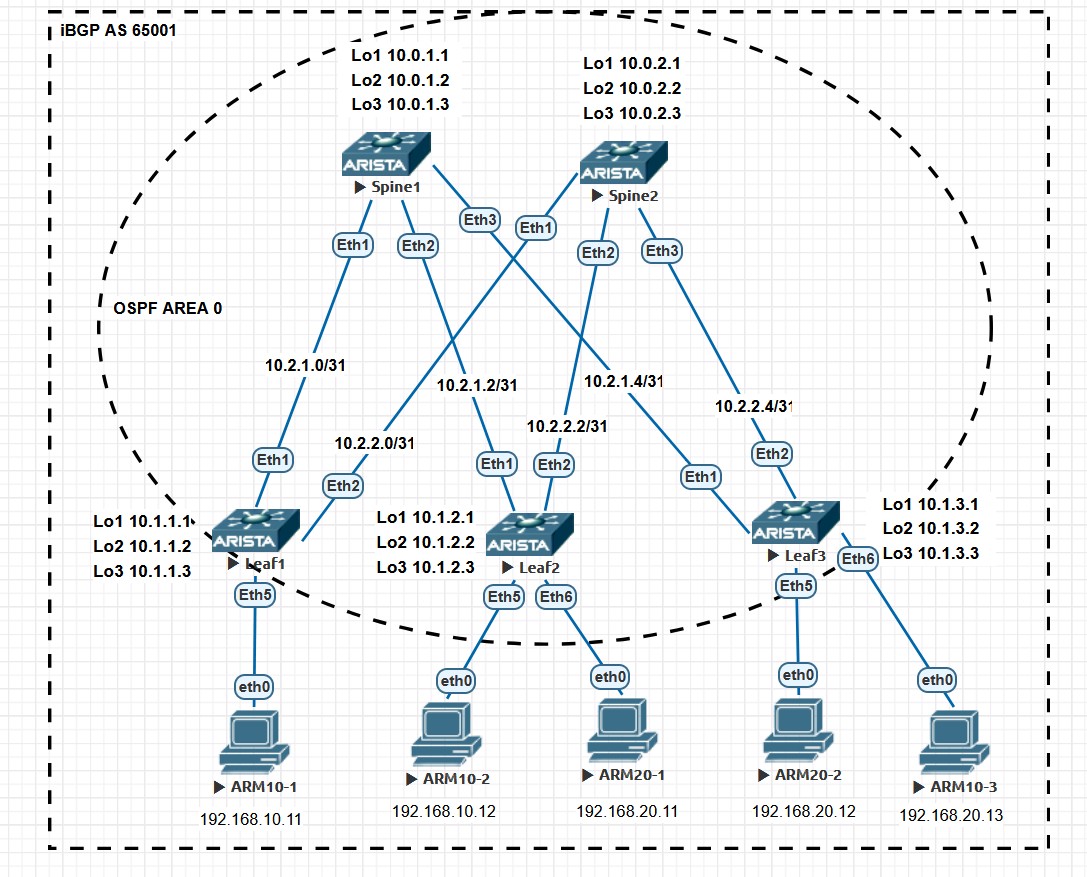 iBGP AS 65001
Lo1 10.0.1.1
Lo2 10.0.1.2
Lo3 10.0.1.3
Lo1 10.0.2.1
Lo2 10.0.2.2
Lo3 10.0.2.3
ARISTA
Spine1
ARISTA
Spine2
Eth1
Eth2
Eth3
Eth1
Eth2
Eth3
OSPF AREA 0
10.2.1.0/31
10.2.1.2/31
10.2.1.4/31
10.2.2.4/31
10.2.2.0/31
10.2.2.2/31
Eth1
Eth2
Eth1
Eth2
Eth1
Eth2
Lo1 10.1.1.1
Lo2 10.1.1.2
Lo3 10.1.1.3
ARISTA
Leaf1
Lo1 10.1.2.1
Lo2 10.1.2.2
Lo3 10.1.2.3
ARISTA
Leaf2
ARISTA
Leaf3
Lo1 10.1.3.1
Lo2 10.1.3.2
Lo3 10.1.3.3
Eth5
Eth5
Eth6
Eth5
Eth6
eth0
eth0
eth0
eth0
eth0
ARM10-1
ARM10-2
ARM20-1
ARM20-2
ARM10-3
192.168.10.11
192.168.10.12
192.168.20.11
192.168.20.12
192.168.20.13